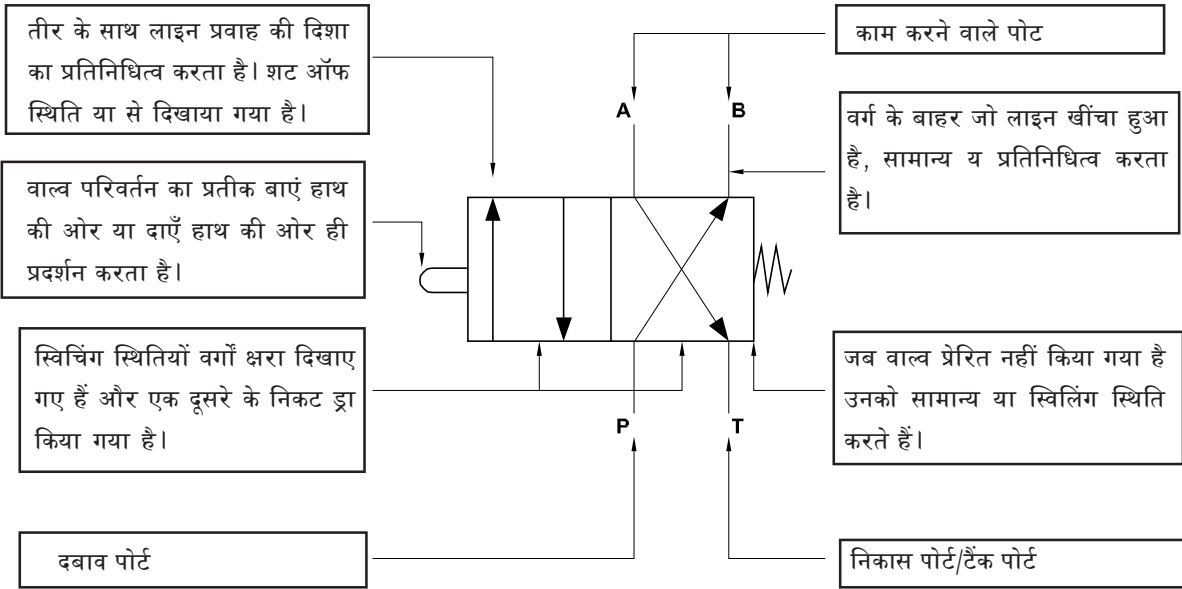 तीर के साथ लाइन प्रवाह की दिशा
का प्रतिनिधित्व करता है। शट ऑफ
स्थिति या से दिखाया गया है।
वाल्व परिवर्तन का प्रतीक बाएं हाथ
की ओर या दाएँ हाथ की ओर ही
प्रदर्शन करता है।
स्विचिंग स्थितियों वर्गों क्षरा दिखाए
गए हैं और एक दूसरे के निकट ड्रा
किया गया है।
दबाव पोर्ट
A
B
P
T
काम करने वाले पोट
वर्ग के बाहर जो लाइन खींचा हुआ
है, सामान्य य प्रतिनिधित्व करता
है।
जब वाल्व प्रेरित नहीं किया गया है
उनको सामान्य या स्विलिंग स्थिति
करते हैं।
निकास पोर्ट/टैंक पोर्ट